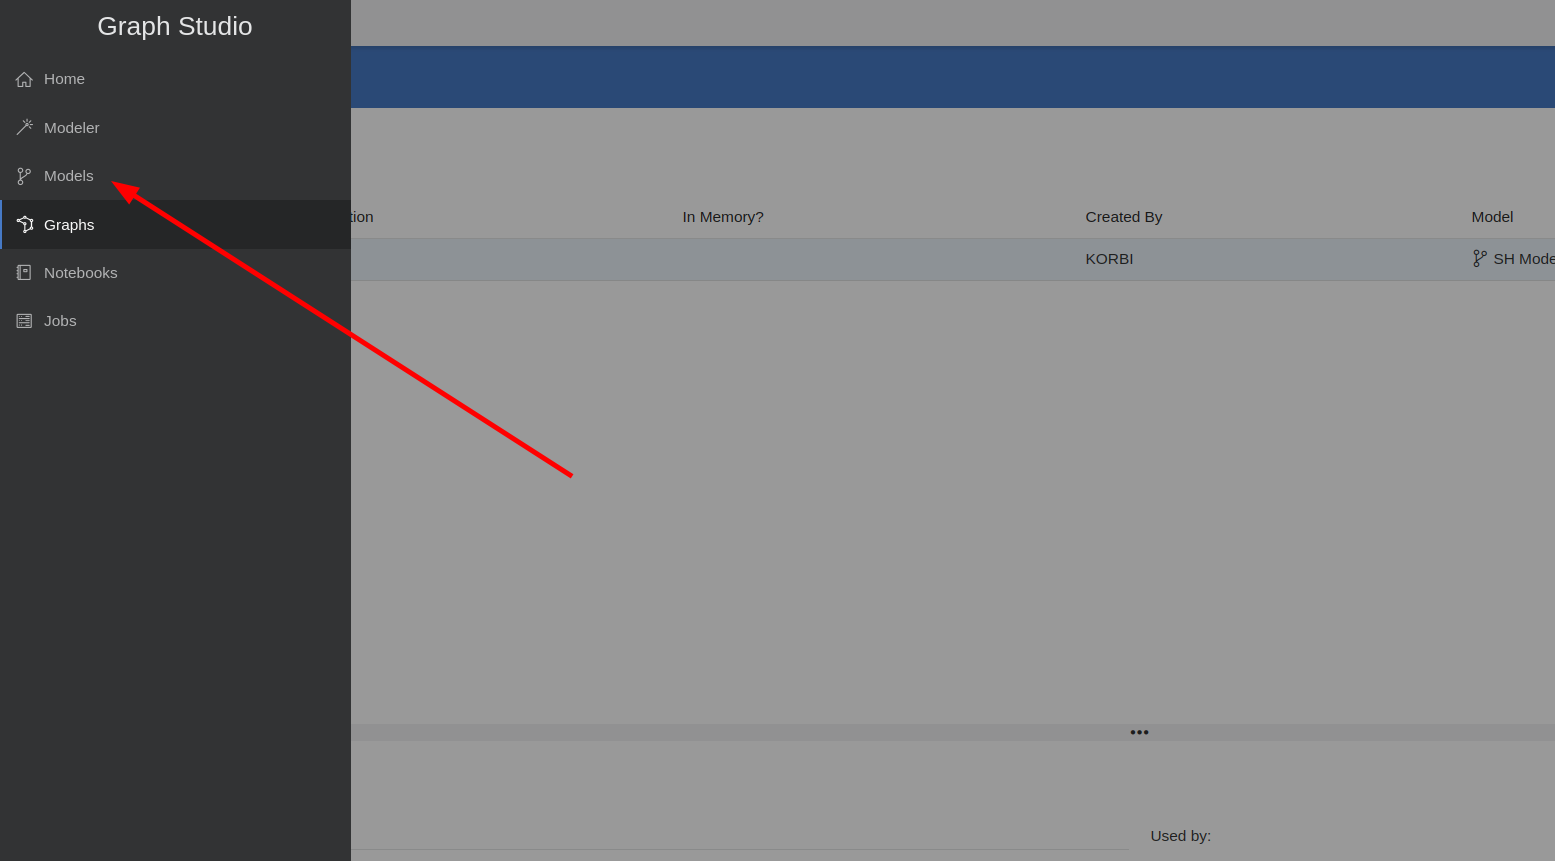 Graph Studio
Home
Modeler
Models
Graphs
Notebooks
Jobs
tion In Memory? Created By Model
KORBI SH Mode
•••
Used by: